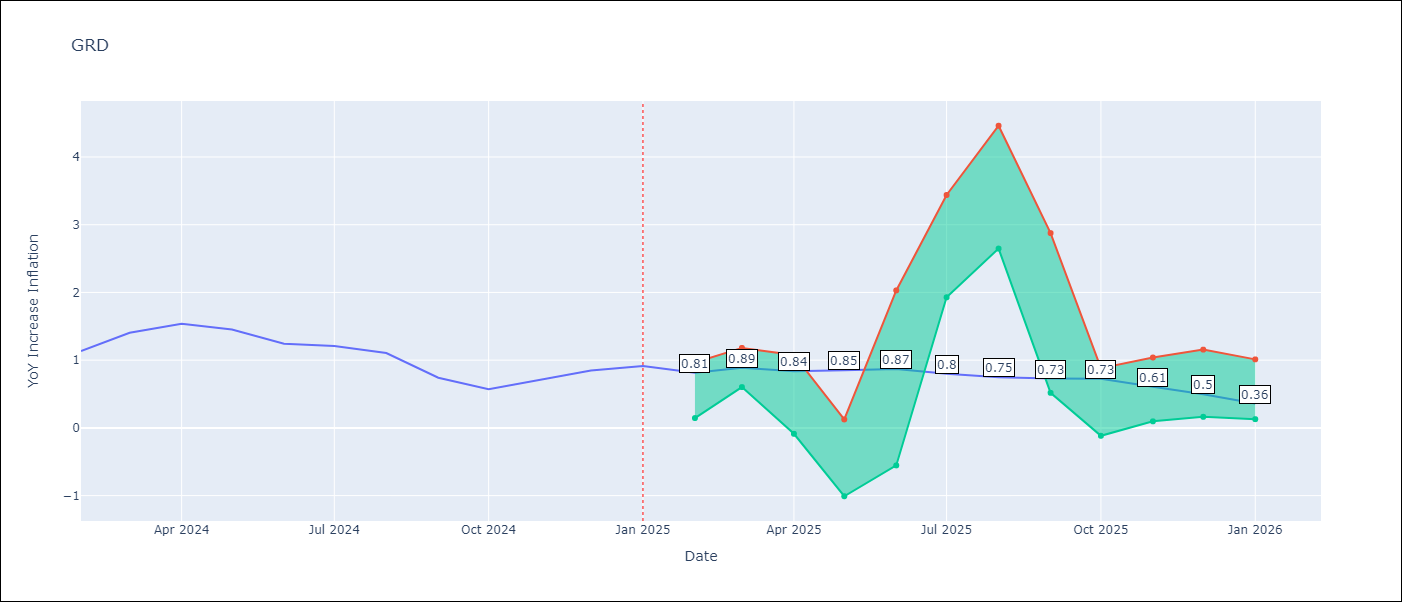 GRD
YoY Increase Inflation
4
3
2
1
0
−1
0.81
0.89
0.84
0.85
0.87
0.8
0.75
0.73
0.73
0.61
0.5
0.36
Apr 2024
Jul 2024
Oct 2024
Jan 2025
Apr 2025
Jul 2025
Oct 2025
Jan 2026
Date